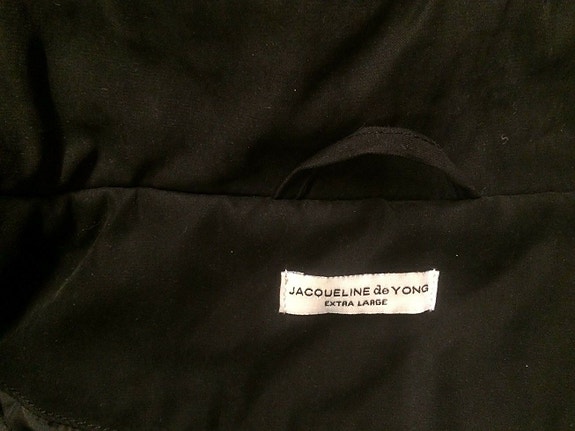 JACQUELINE de YONG
EXTRA LARGE